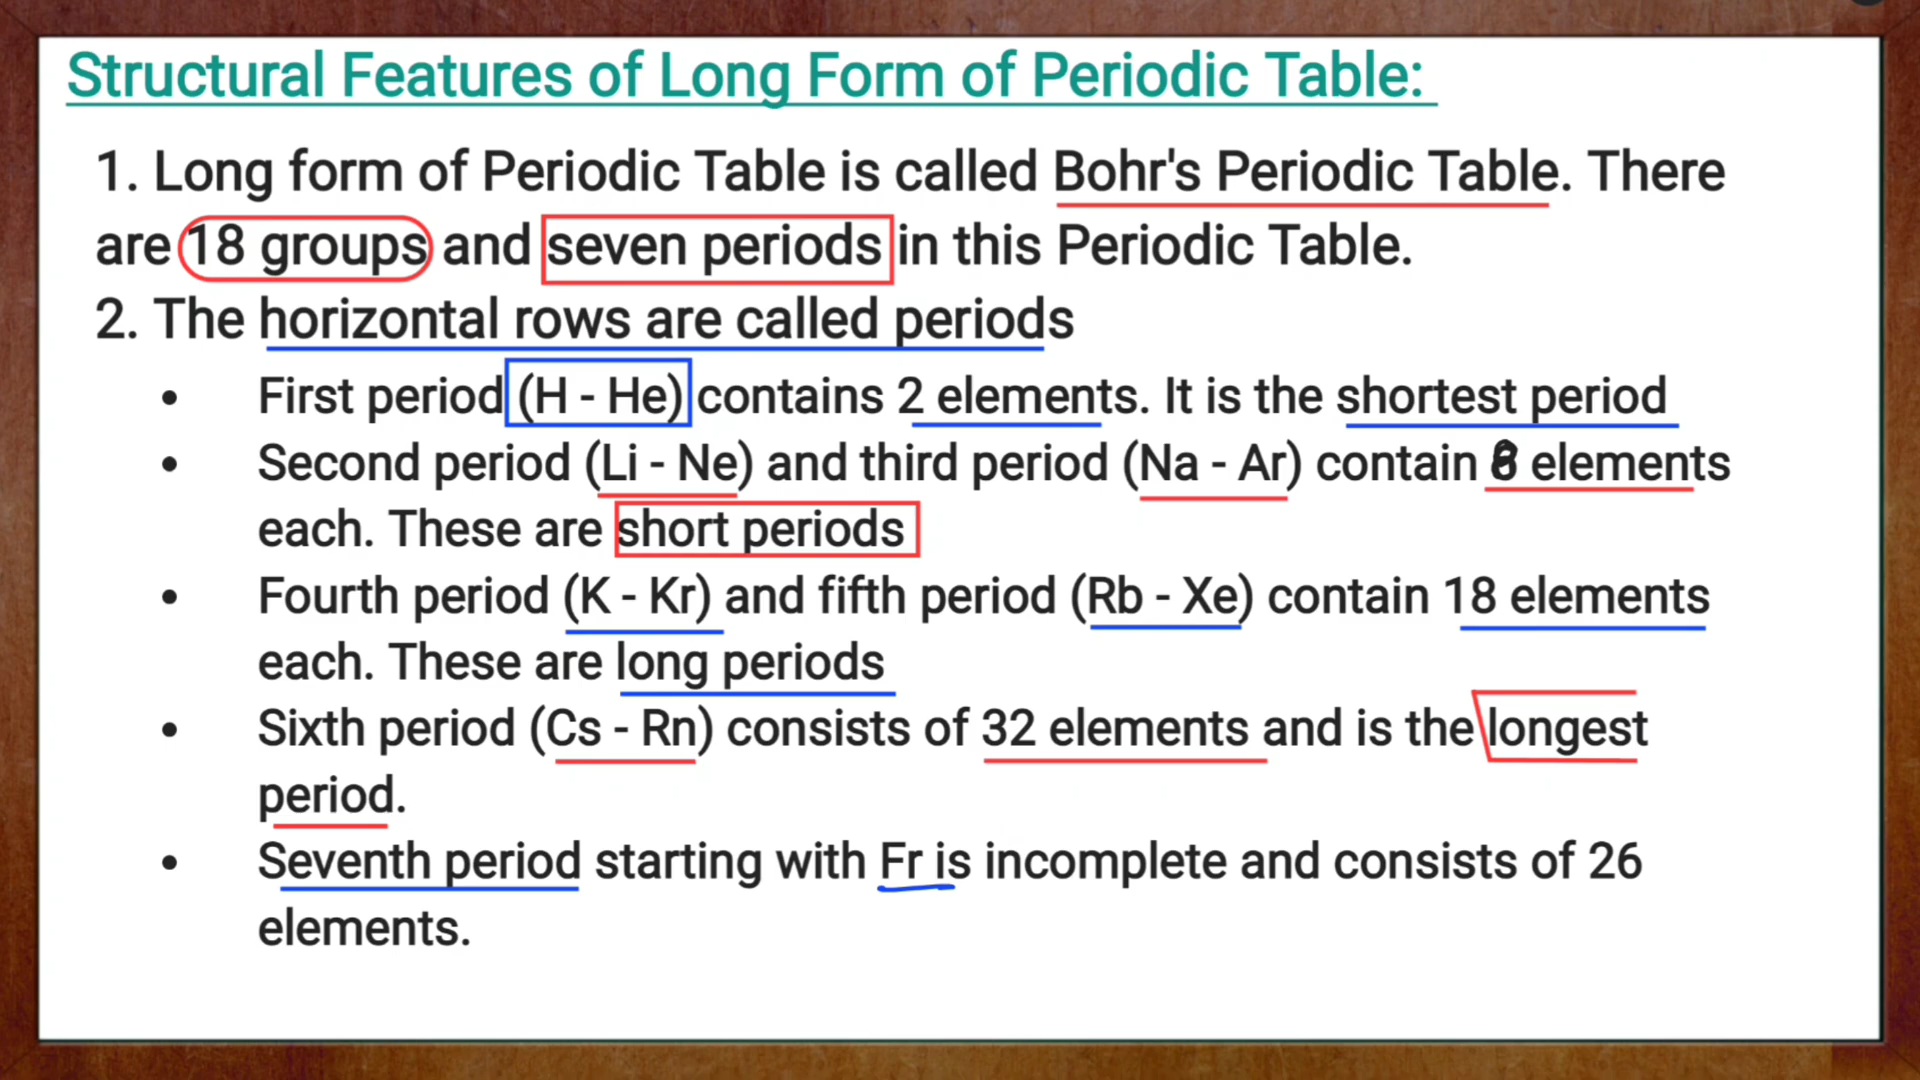 Structural Features of Long Form of Periodic Table:
1. Long form of Periodic Table is called Bohr's Periodic Table. There
are 18 groups and seven periods in this Periodic Table.
2. The horizontal rows are called periods
• First period (H - He) contains 2 elements. It is the shortest period
• Second period (Li - Ne) and third period (Na - Ar) contain 8 elements
each. These are short periods
• Fourth period (K - Kr) and fifth period (Rb - Xe) contain 18 elements
each. These are long periods
• Sixth period (Cs - Rn) consists of 32 elements and is the longest
period.
• Seventh period starting with Fr is incomplete and consists of 26
elements.